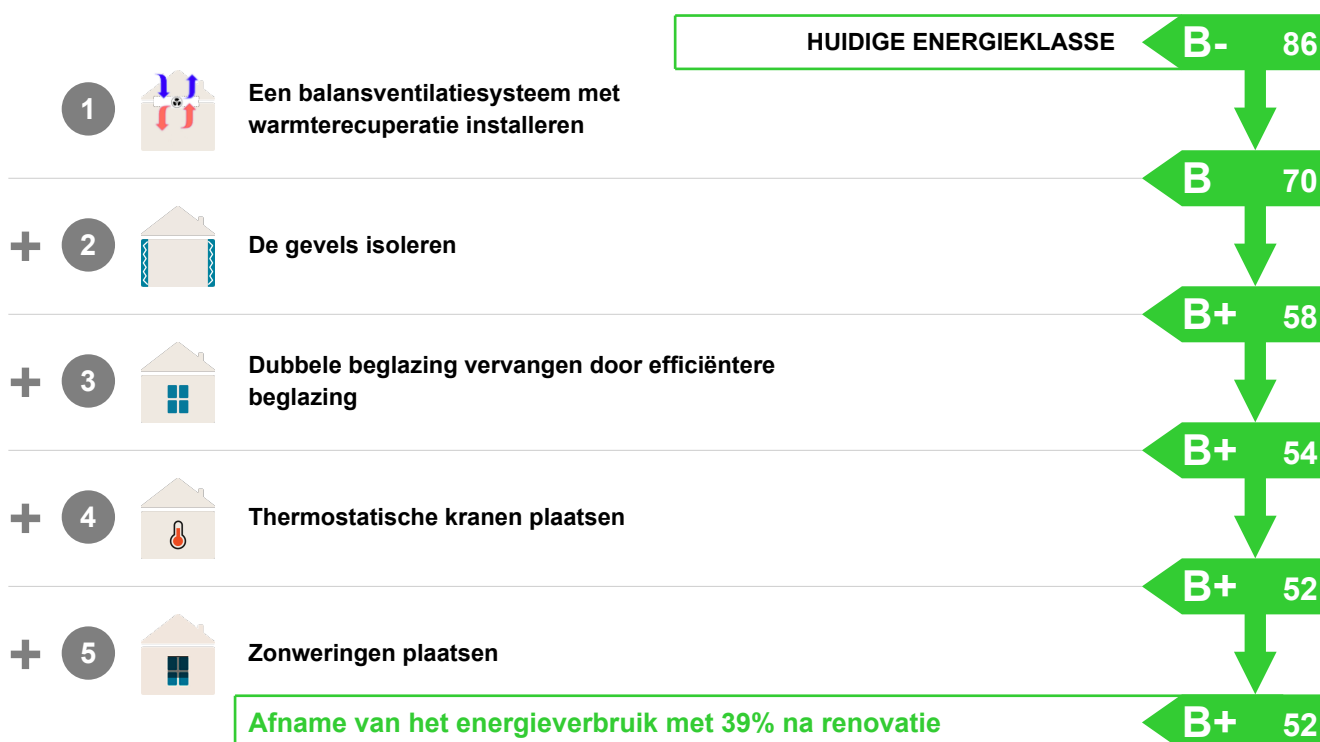 HUIDIGE ENERGIEKLASSE B- 86
1 Een balansventilatiesysteem met
warmterecuperatie installeren
B 70
+ 2 De gevels isoleren
B+ 58
+ 3 Dubbele beglazing vervangen door efficiëntere
beglazing
B+ 54
+ 4 Thermostatische kranen plaatsen
B+ 52
+ 5 Zonweringen plaatsen
Afname van het energieverbruik met 39% na renovatie B+ 52